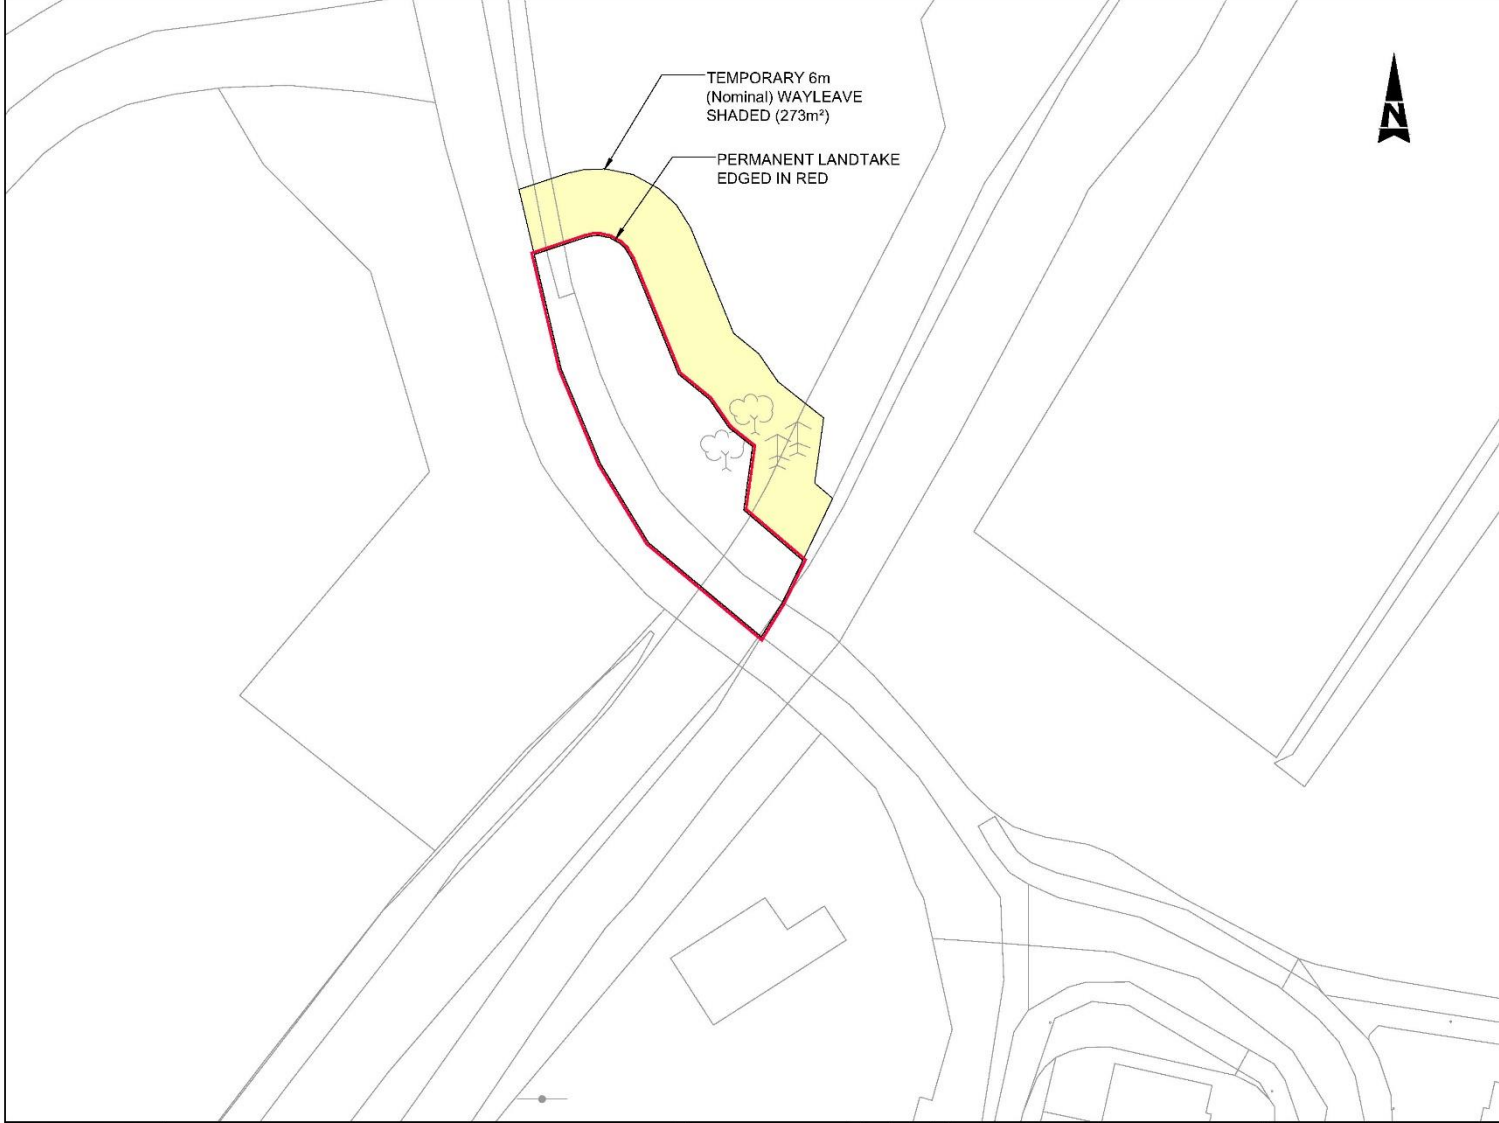 TEMPORARY 6m
(Nominal) WAYLEAVE
SHADED (273m²)
PERMANENT LANDTAKE
EDGED IN RED
N